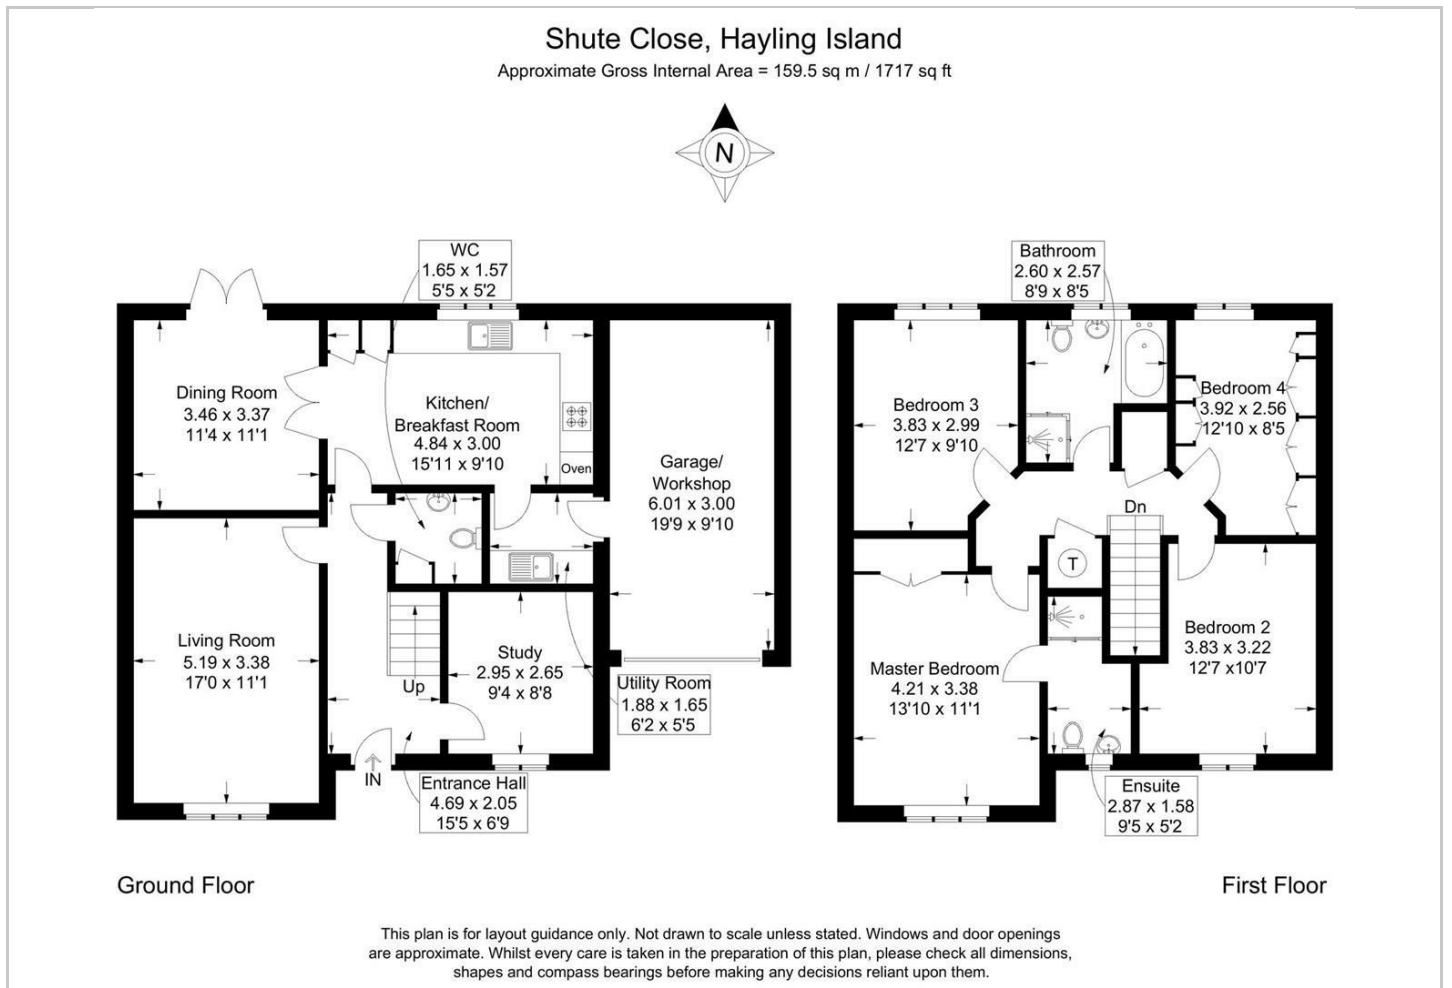 Shute Close, Hayling Island
Approximate Gross Internal Area = 159.5 sq m / 1717 sq ft
N
WC
1.65 x 1.57
5'5 x 5'2
Dining Room
3.46 x 3.37
11'4 x 11'1
Kitchen/
Breakfast Room
4.84 x 3.00
15'11 x 9'10
Oven
Garage/
Workshop
6.01 x 3.00
19'9 x 9'10
Living Room
5.19 x 3.38
17'0 x 11'1
Up
Study
2.95 x 2.65
9'4 x 8'8
Utility Room
1.88 x 1.65
6'2 x 5'5
IN
Entrance Hall
4.69 x 2.05
15'5 x 6'9
Ground Floor
Bathroom
2.60 x 2.57
8'9 x 8'5
Bedroom 3
3.83 x 2.99
12'7 x 9'10
Bedroom 4
3.92 x 2.56
12'10 x 8'5
Dn
T
Master Bedroom
4.21 x 3.38
13'10 x 11'1
Bedroom 2
3.83 x 3.22
12'7 x10'7
Ensuite
2.87 x 1.58
9'5 x 5'2
First Floor
This plan is for layout guidance only. Not drawn to scale unless stated. Windows and door openings
are approximate. Whilst every care is taken in the preparation of this plan, please check all dimensions,
shapes and compass bearings before making any decisions reliant upon them.